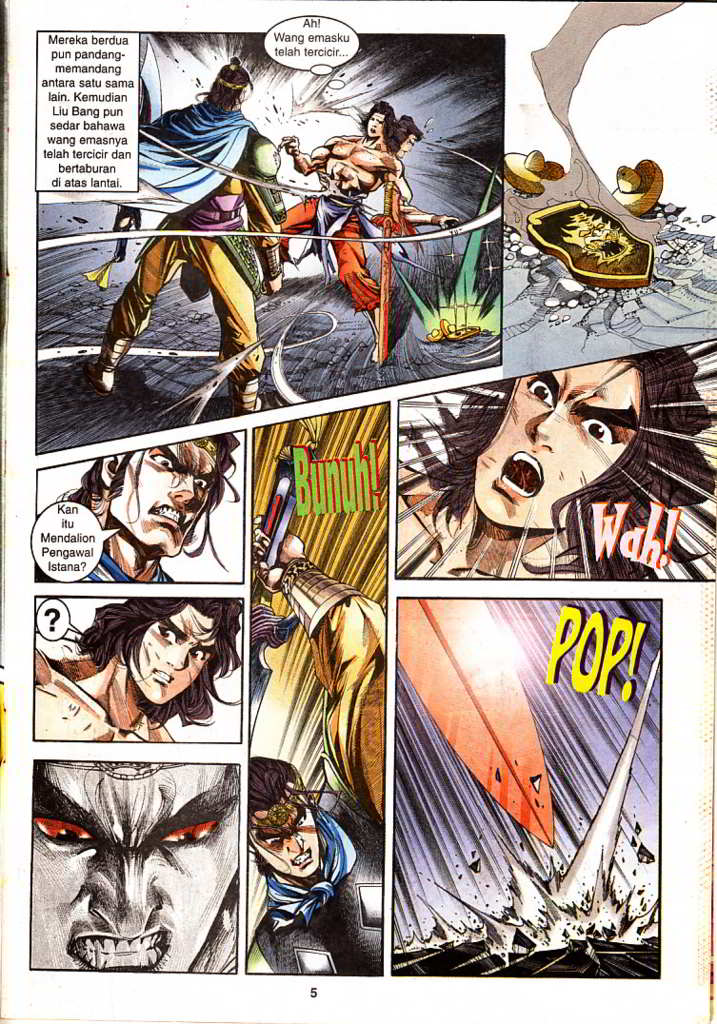 Mereka berdua
pun pandang-
memandang
antara satu sama
lain. Kemudian
Liu Bang pun
sedar bahawa
wang emasnya
telah tercicir dan
bertaburan
di atas lantai.
Ah!
Wang emasku
telah tercicir...
Kan
itu
Mendalion
Pengawal
Istana?
Bunuh!
Wah!
?
POP!
5